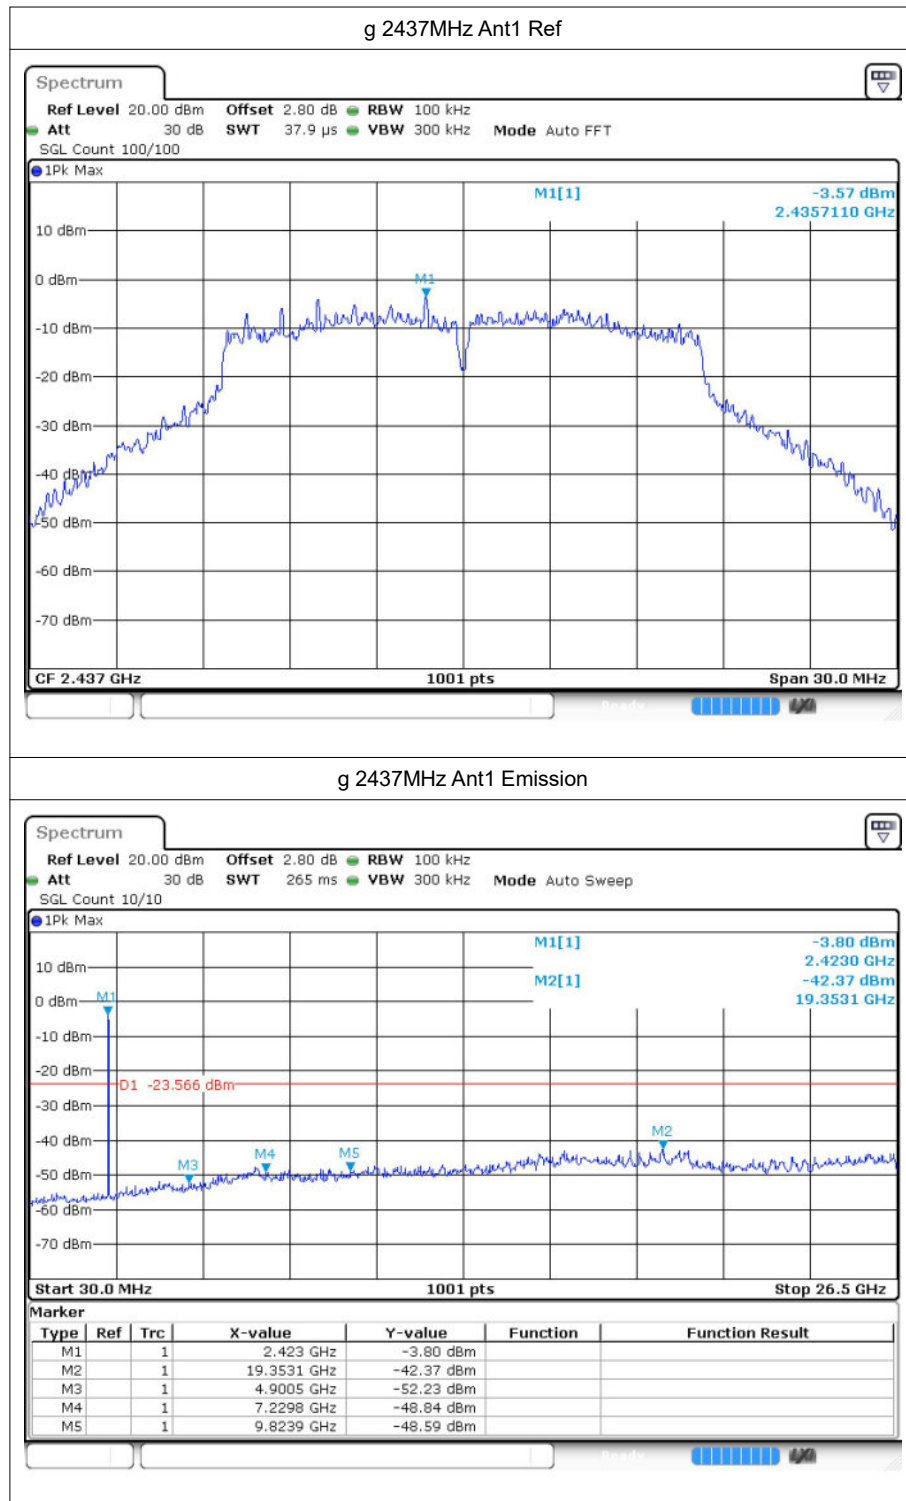 g 2437MHz Ant1 Ref
Spectrum
Ref Level 20.00 dBm Offset 2.80 dB RBW 100 kHz
Att 30 dB SWT 37.9 µs VBW 300 kHz Mode Auto FFT
SGL Count 100/100
1Pk Max
M1[1] -3.57 dBm
2.4357110 GHz
10 dBm
0 dBm
M1
-10 dBm
-20 dBm
-30 dBm
-40 dBm
-50 dBm
-60 dBm
-70 dBm
CF 2.437 GHz 1001 pts Span 30.0 MHz
Ready
g 2437MHz Ant1 Emission
Spectrum
Ref Level 20.00 dBm Offset 2.80 dB RBW 100 kHz
Att 30 dB SWT 265 ms VBW 300 kHz Mode Auto Sweep
SGL Count 10/10
1Pk Max
M1[1] -3.80 dBm
2.4230 GHz
M2[1] -42.37 dBm
19.3531 GHz
10 dBm
0 dBm M1
-10 dBm
-20 dBm
D1 -23.566 dBm
-30 dBm
-40 dBm
M2
M3 M4 M5
-50 dBm
-60 dBm
-70 dBm
Start 30.0 MHz 1001 pts Stop 26.5 GHz
Marker
Type Ref Trc X-value Y-value Function Function Result
M1 1 2.423 GHz -3.80 dBm
M2 1 19.3531 GHz -42.37 dBm
M3 1 4.9005 GHz -52.23 dBm
M4 1 7.2298 GHz -48.84 dBm
M5 1 9.8239 GHz -48.59 dBm
Ready